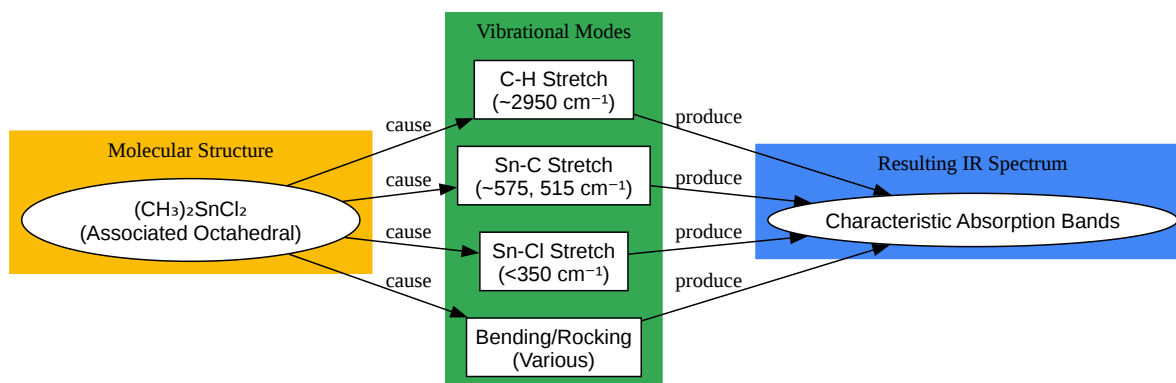 Molecular Structure
(CH₃)₂SnCl₂
(Associated Octahedral)
cause
cause
cause
cause
Vibrational Modes
C-H Stretch
(~2950 cm⁻¹)
Sn-C Stretch
(~575, 515 cm⁻¹)
Sn-Cl Stretch
(<350 cm⁻¹)
Bending/Rocking
(Various)
produce
produce
produce
produce
Resulting IR Spectrum
Characteristic Absorption Bands